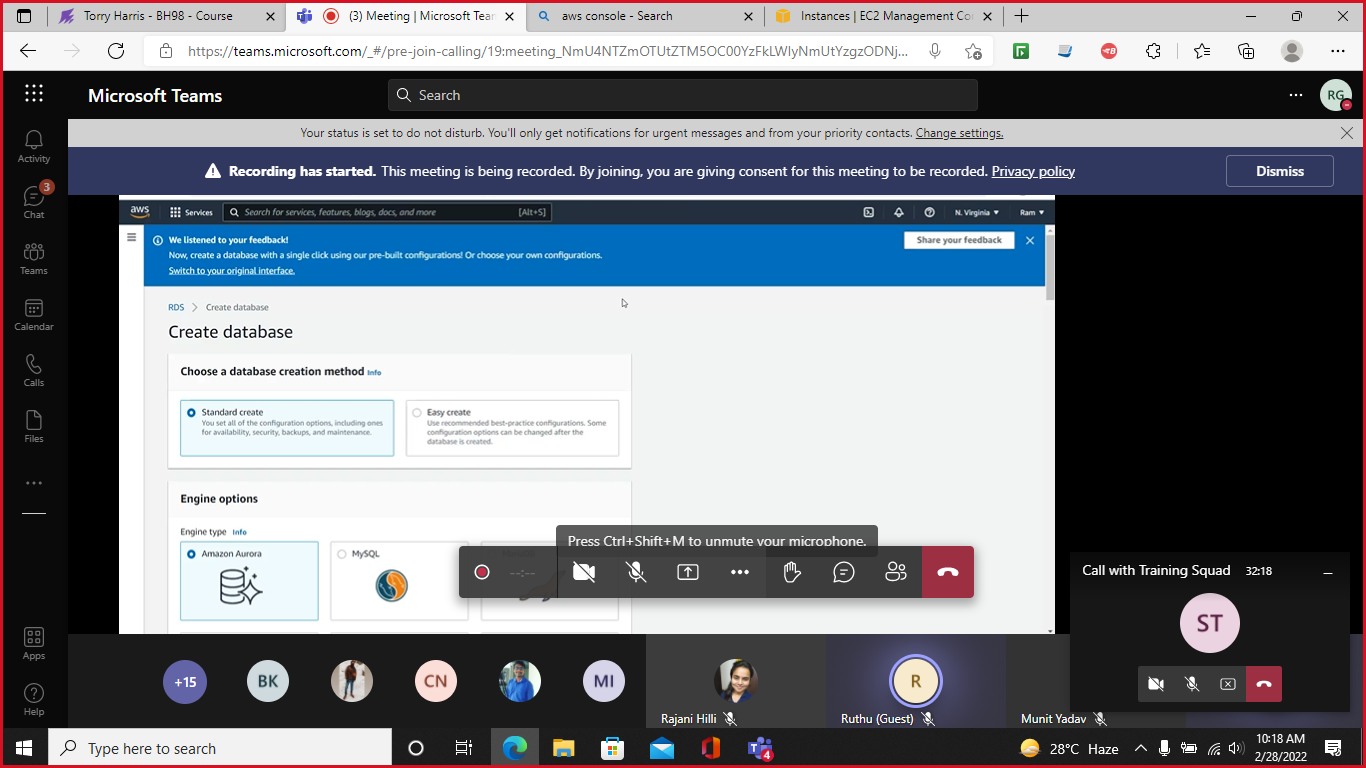 Torry Harris - BH98 - Course
(3) Meeting | Microsoft Tear
aws console - Search
Instances | EC2 Management Co
https://teams.microsoft.com/_#/pre-join-calling/19:meeting_NmU4NTZmOTUtZTM5OC00YzFkLWIyNmUtYzgzODNj...
Microsoft Teams
Search
RG
Your status is set to do not disturb. You'll only get notifications for urgent messages and from your priority contacts. Change settings.
Recording has started. This meeting is being recorded. By joining, you are giving consent for this meeting to be recorded. Privacy policy
Dismiss
Activity
3
Chat
Teams
Calendar
Calls
Files
Apps
Help
aws
Services
Search for services, features, blogs, docs, and more
[Alt+S]
N. Virginia
Ram
We listened to your feedback!
Now, create a database with a single click using our pre-built configurations! Or choose your own configurations.
Switch to your original interface.
Share your feedback
RDS
Create database
Create database
Choose a database creation method Info
Standard create
You set all of the configuration options, including ones
for availability, security, backups, and maintenance.
Easy create
Use recommended best-practice configurations. Some
configuration options can be changed after the
database is created.
Engine options
Engine type Info
Amazon Aurora
MySQL
Press Ctrl+Shift+M to unmute your microphone.
--:--
Call with Training Squad
32:18
ST
+15
BK
CN
MI
R
Rajani Hilli
Ruthu (Guest)
Munit Yadav
Type here to search
4
28°C Haze
10:18 AM
2/28/2022